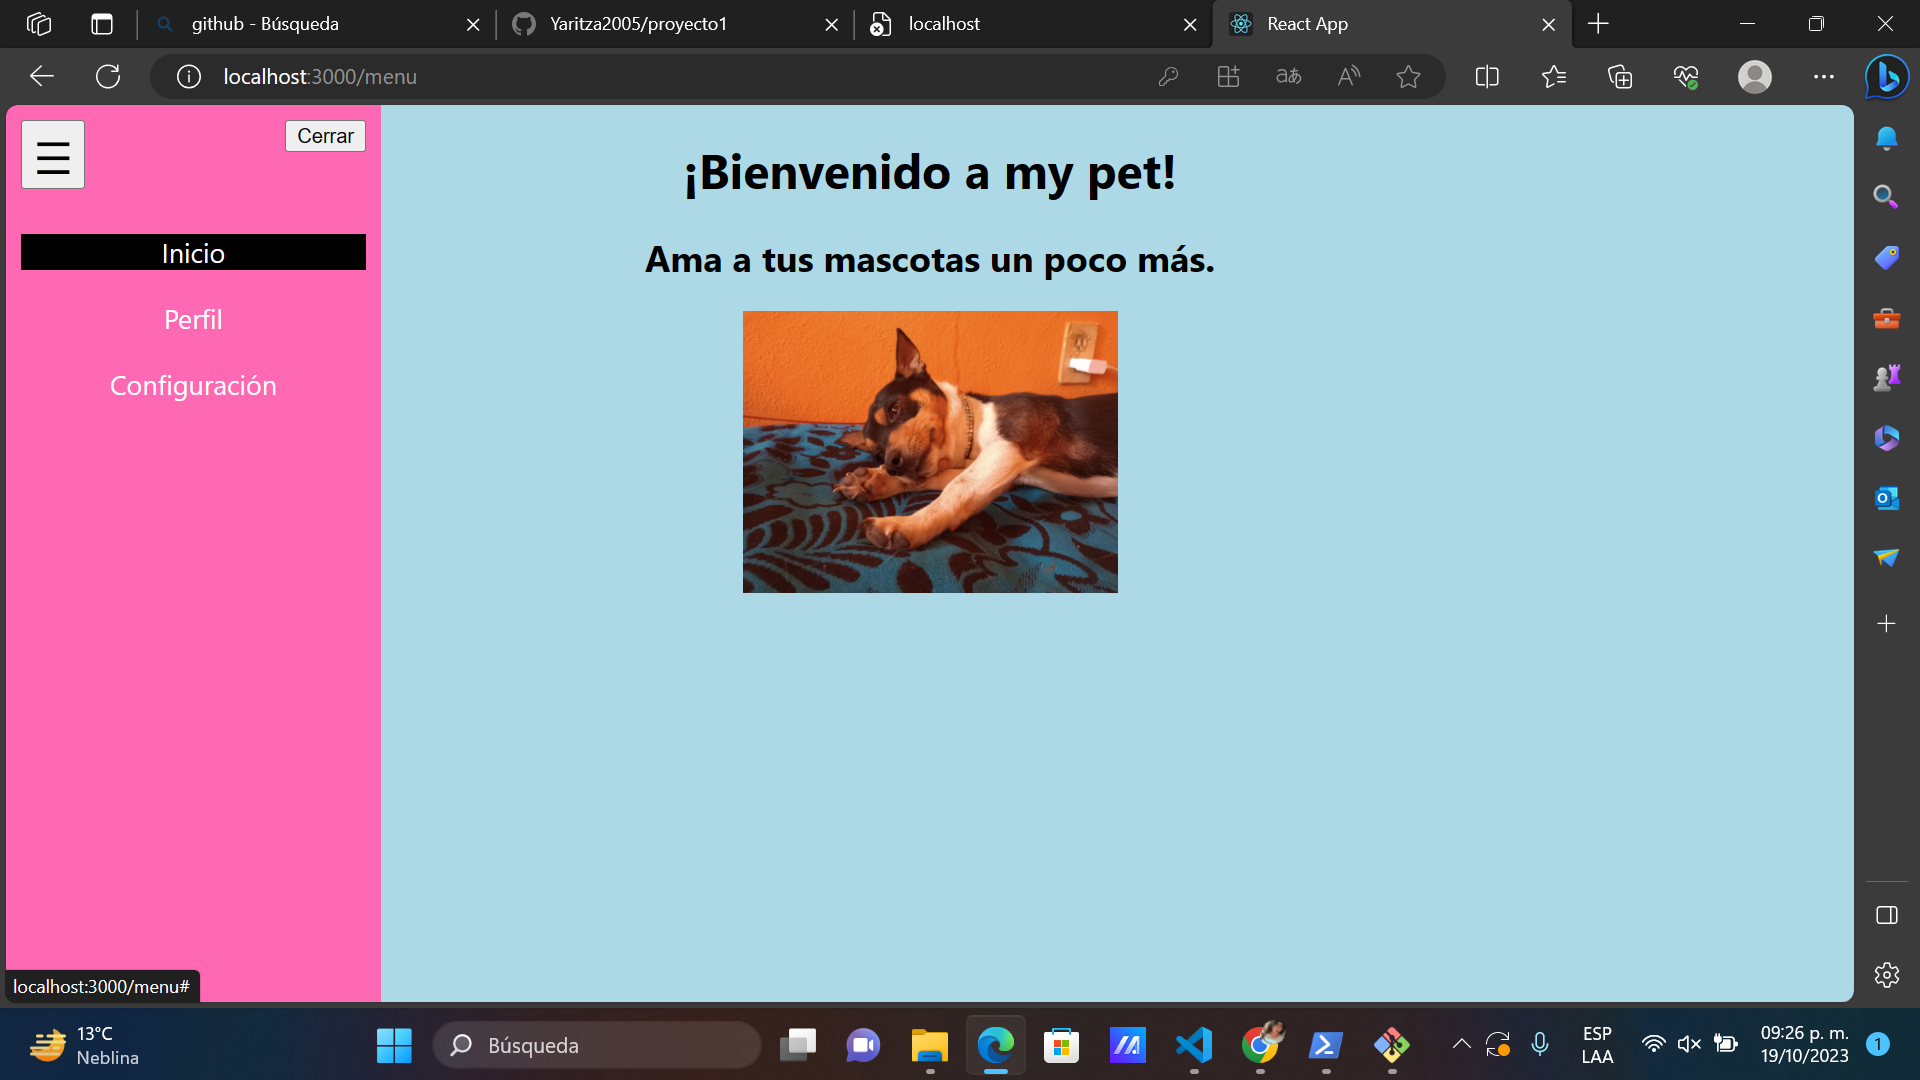 github - Búsqueda
Yaritza2005/proyecto1
localhost
React App
localhost:3000/menu
Cerrar
¡Bienvenido a my pet!
Ama a tus mascotas un poco más.
Inicio
Perfil
Configuración
localhost:3000/menu#
13°C
Neblina
Búsqueda
ESP
LAA
09:26 p. m.
19/10/2023
1